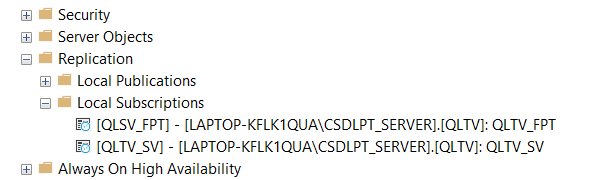 Security
Server Objects
Replication
Local Publications
Local Subscriptions
[QLSV_FPT] - [LAPTOP-KFLK1QUA\CSDLPT_SERVER].[QLTV]: QLTV_FPT
[QLTV_SV] - [LAPTOP-KFLK1QUA\CSDLPT_SERVER].[QLTV]: QLTV_SV
Always On High Availability